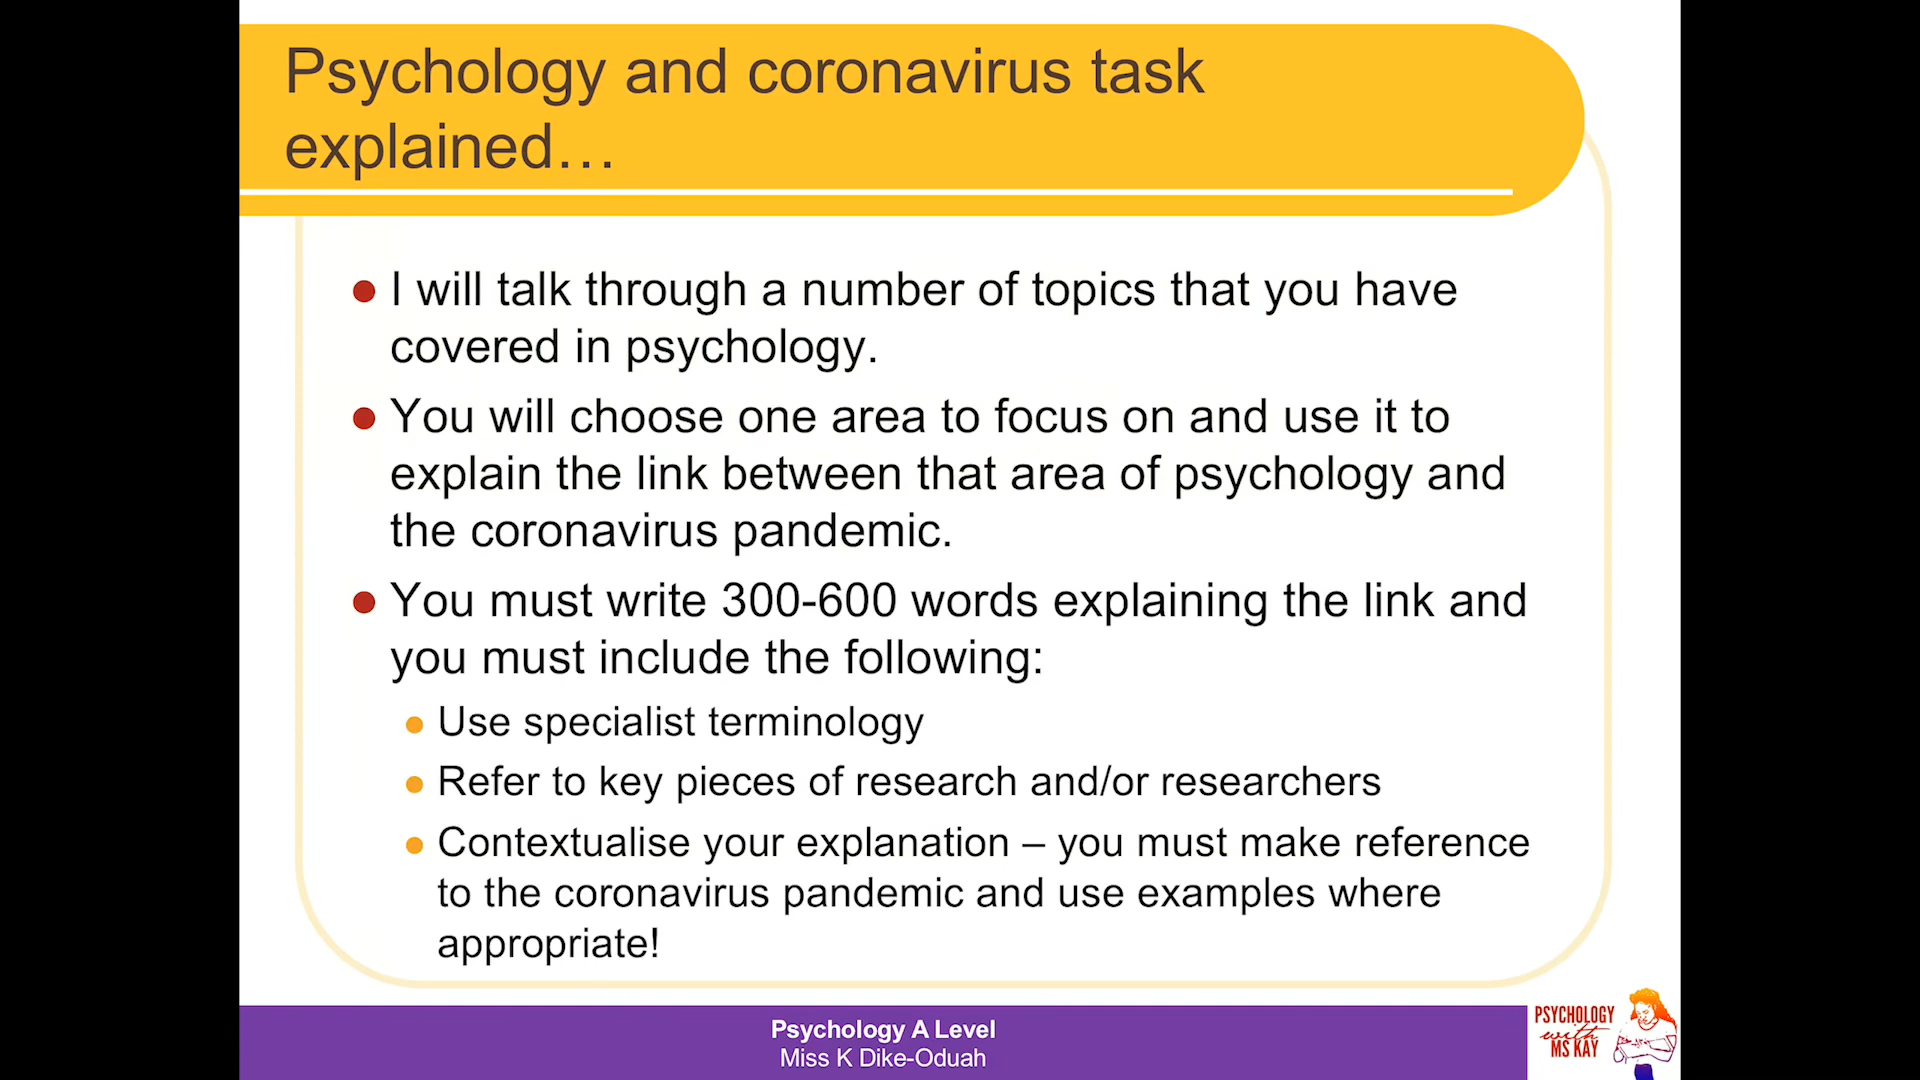 Psychology and coronavirus task
explained…
● I will talk through a number of topics that you have
covered in psychology.
● You will choose one area to focus on and use it to
explain the link between that area of psychology and
the coronavirus pandemic.
● You must write 300-600 words explaining the link and
you must include the following:
● Use specialist terminology
● Refer to key pieces of research and/or researchers
● Contextualise your explanation – you must make reference
to the coronavirus pandemic and use examples where
appropriate!
Psychology A Level
Miss K Dike-Oduah
PSYCHOLOGY
with
MS KAY